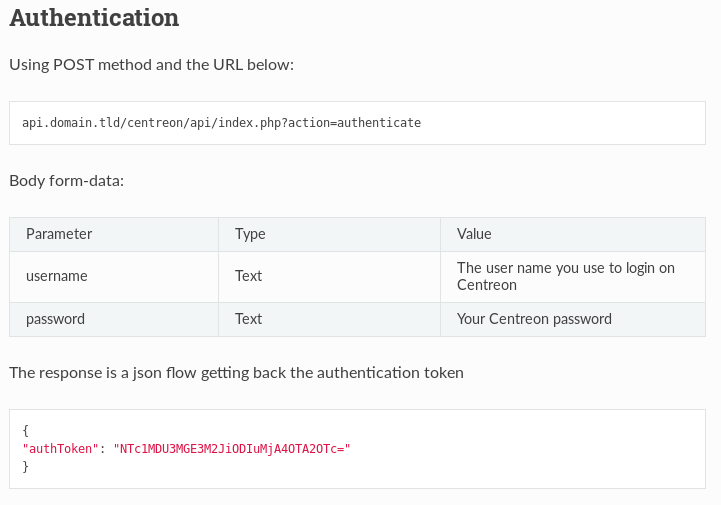 Authentication
Using POST method and the URL below:
api.domain.tld/centreon/api/index.php?action=authenticate
Body form-data:
Parameter Type Value
username Text The user name you use to login on
Centreon
password Text Your Centreon password
The response is a json flow getting back the authentication token
{
"authToken": "NTc1MDU3MGE3M2JiODIuMjA4OTA2OTc="
}